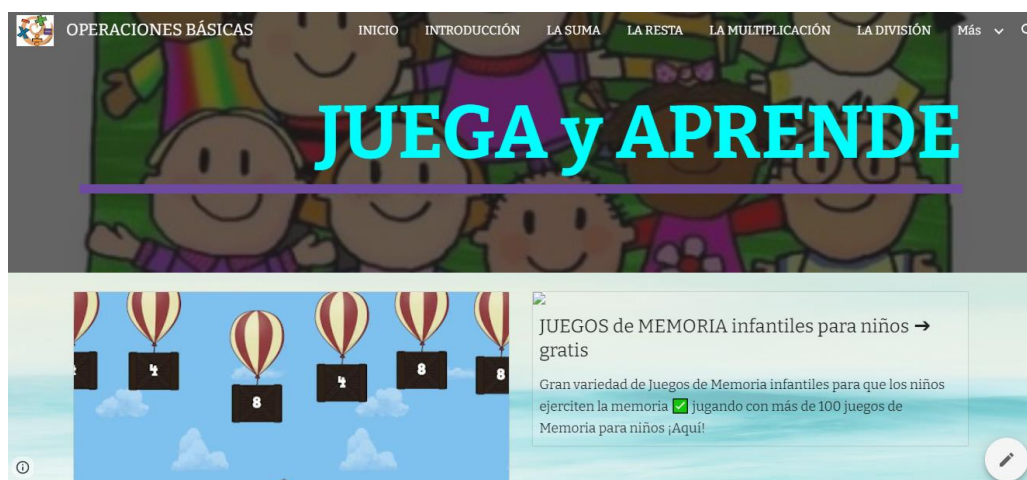 OPERACIONES BÁSICAS
INICIO
INTRODUCCIÓN
LA SUMA
LA RESTA
LA MULTIPLICACIÓN
LA DIVISIÓN
Más
JUEGA y APRENDE
4
8
4
8
8
JUEGOS de MEMORIA infantiles para niños ➔
gratis
Gran variedad de Juegos de Memoria infantiles para que los niños
ejerciten la memoria ✅ jugando con más de 100 juegos de
Memoria para niños ¡Aquí!